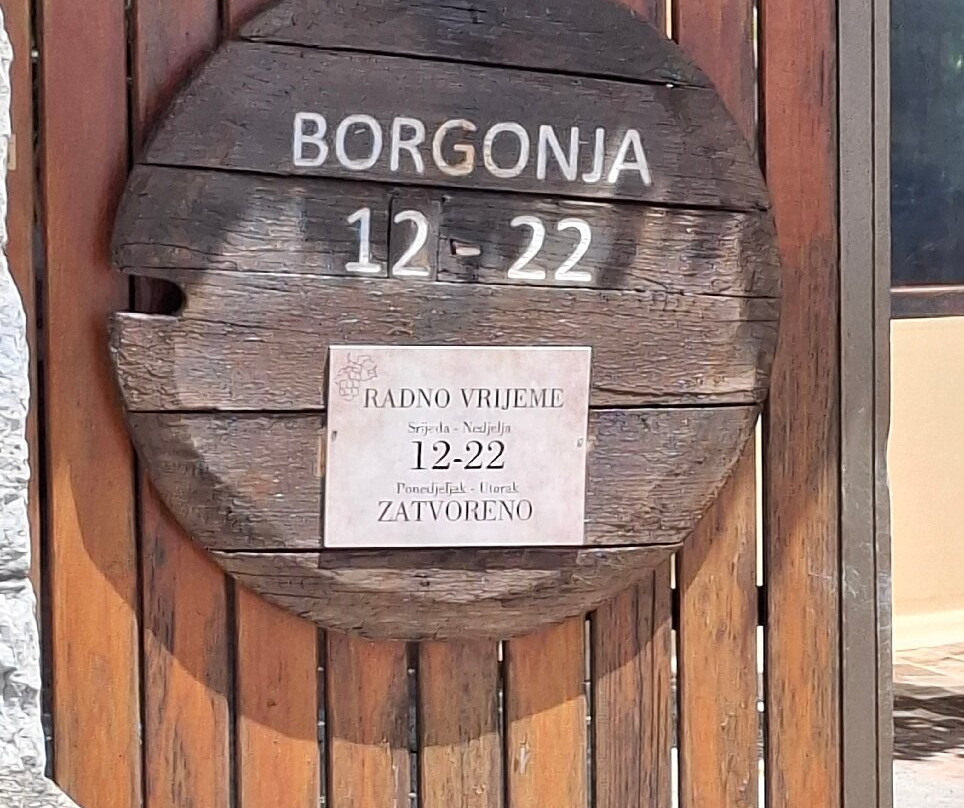 BORGONJA
12 - 22
RADNO VRIJEME
Srijeda - Nedjelja
12-22
Ponedjeljak - Utorak
ZATVORENO